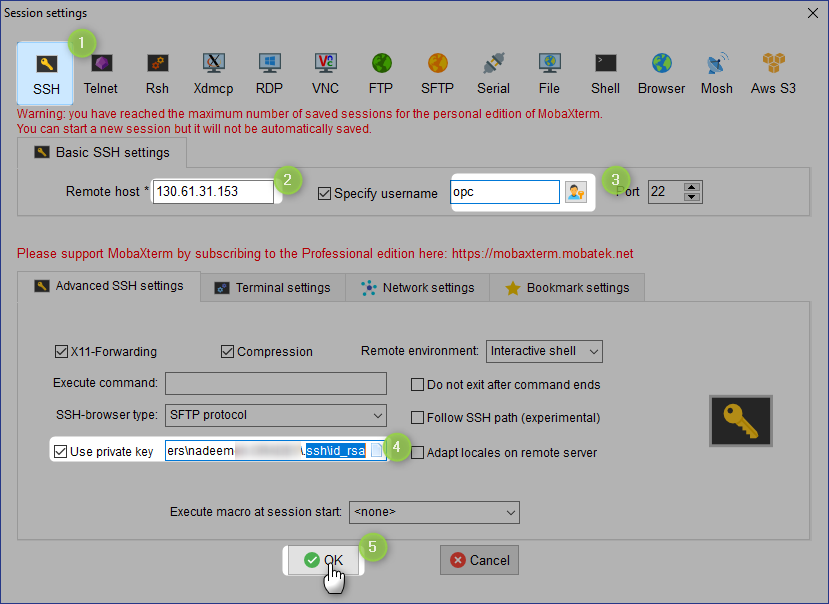 Session settings
1
SSH Telnet Rsh Xdmcp RDP VNC FTP SFTP Serial File Shell Browser Mosh Aws S3
Warning: you have reached the maximum number of saved sessions for the personal edition of MobaXterm.
You can start a new session but it will not be automatically saved.
Basic SSH settings
Remote host * 130.61.31.153 2 Specify username opc 3 Port 22
Please support MobaXterm by subscribing to the Professional edition here: https://mobaxterm.mobatek.net
Advanced SSH settings Terminal settings Network settings Bookmark settings
X11-Forwarding Compression Remote environment: Interactive shell
Execute command: Do not exit after command ends
SSH-browser type: SFTP protocol Follow SSH path (experimental)
Use private key ers\nadeem \.ssh\id_rsa 4 Adapt locales on remote server
Execute macro at session start: <none>
OK 5 Cancel